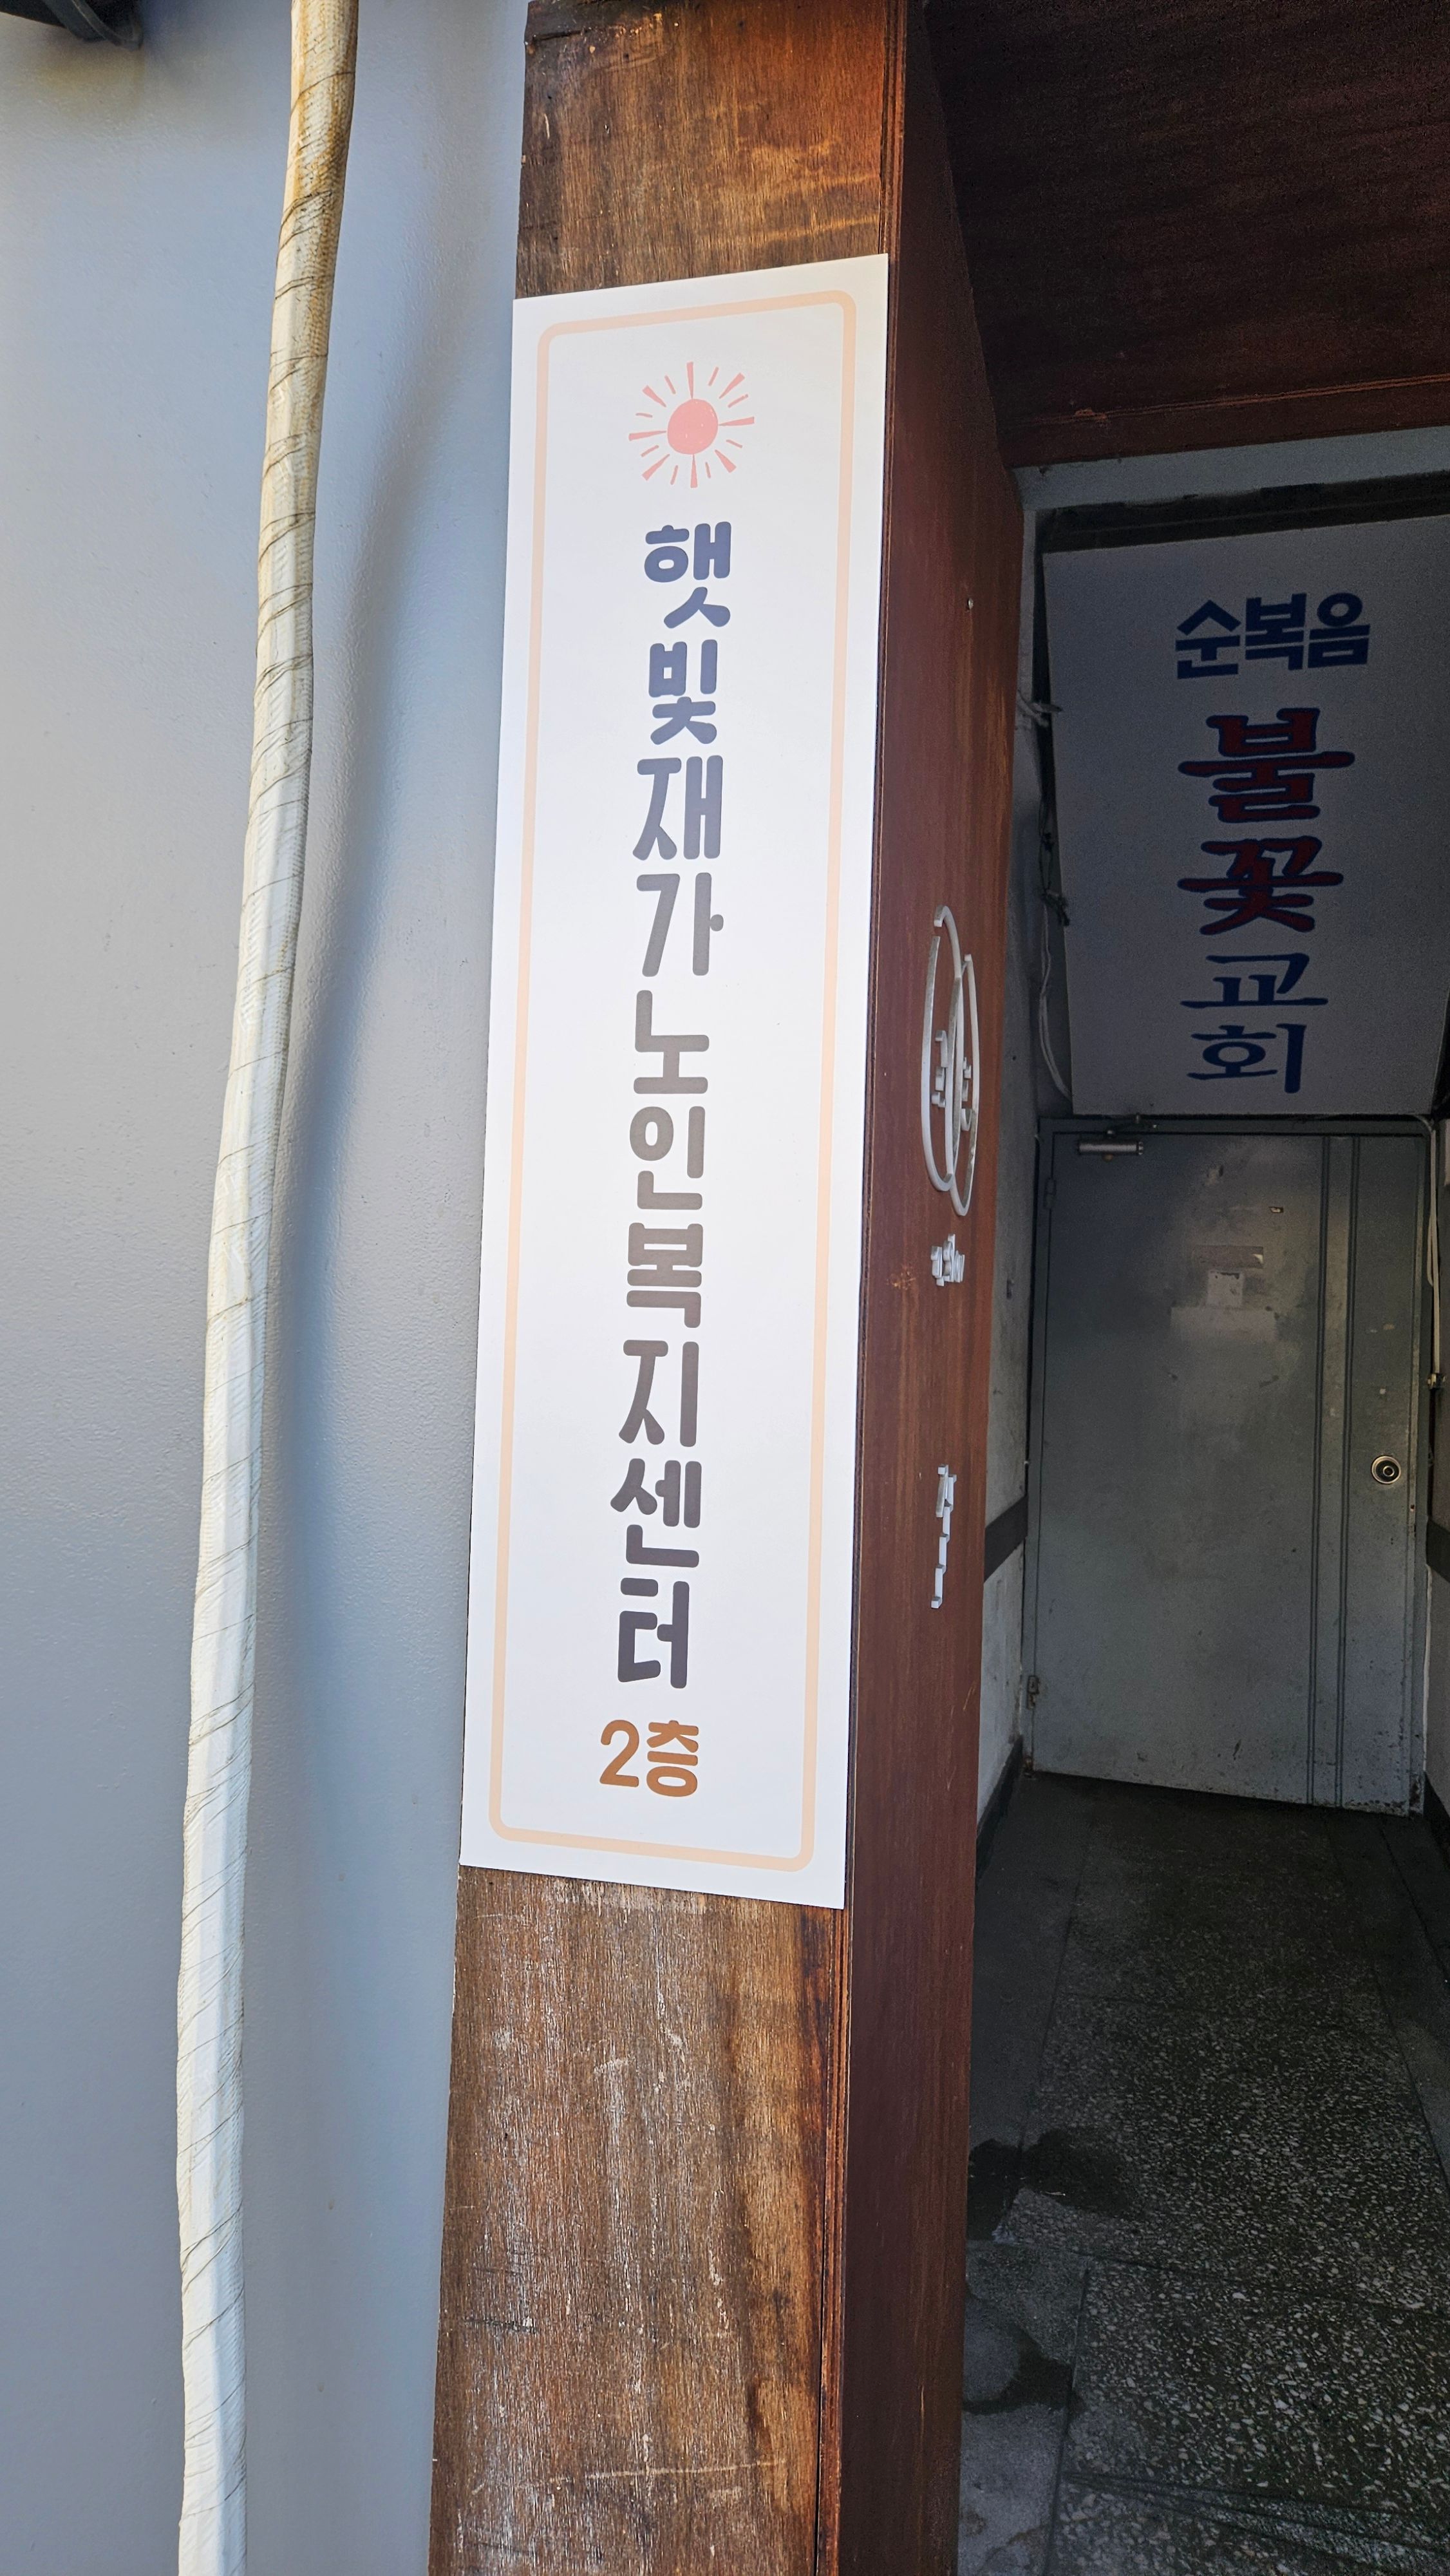 햇빛재가노인복지센터
2층
순복음
불꽃
교회